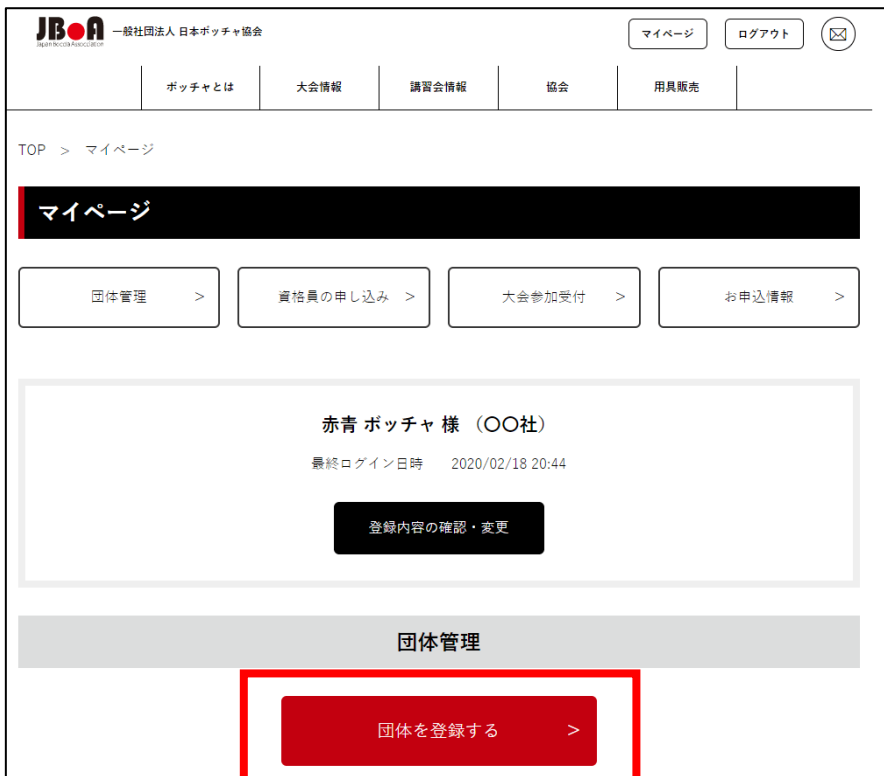 JBoA 一般社団法人 日本ボッチャ協会 マイページ ログアウト
Japan Boccia Association
ボッチャとは 大会情報 講習会情報 協会 用具販売
TOP > マイページ
マイページ
団体管理 > 資格員の申し込み > 大会参加受付 > お申込情報 >
赤青 ボッチャ 様 (〇〇社)
最終ログイン日時 2020/02/18 20:44
登録内容の確認・変更
団体管理
団体を登録する >